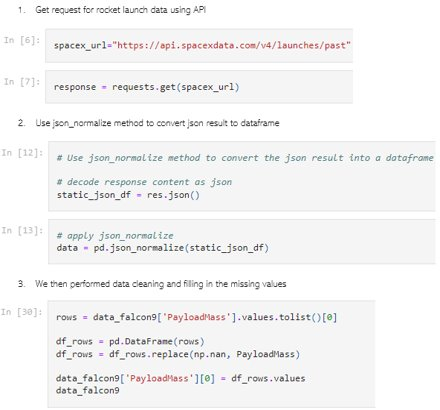 1. Get request for rocket launch data using API
In [6]: spacex_url="https://api.spacexdata.com/v4/launches/past"
In [7]: response = requests.get(spacex_url)
2. Use json_normalize method to convert json result to dataframe
In [12]: # Use json_normalize method to convert the json result into a dataframe
# decode response content as json
static_json_df = res.json()
In [13]: # apply json_normalize
data = pd.json_normalize(static_json_df)
3. We then performed data cleaning and filling in the missing values
In [30]: rows = data_falcon9['PayloadMass'].values.tolist()[0]
df_rows = pd.DataFrame(rows)
df_rows = df_rows.replace(np.nan, PayloadMass)
data_falcon9['PayloadMass'][0] = df_rows.values
data_falcon9